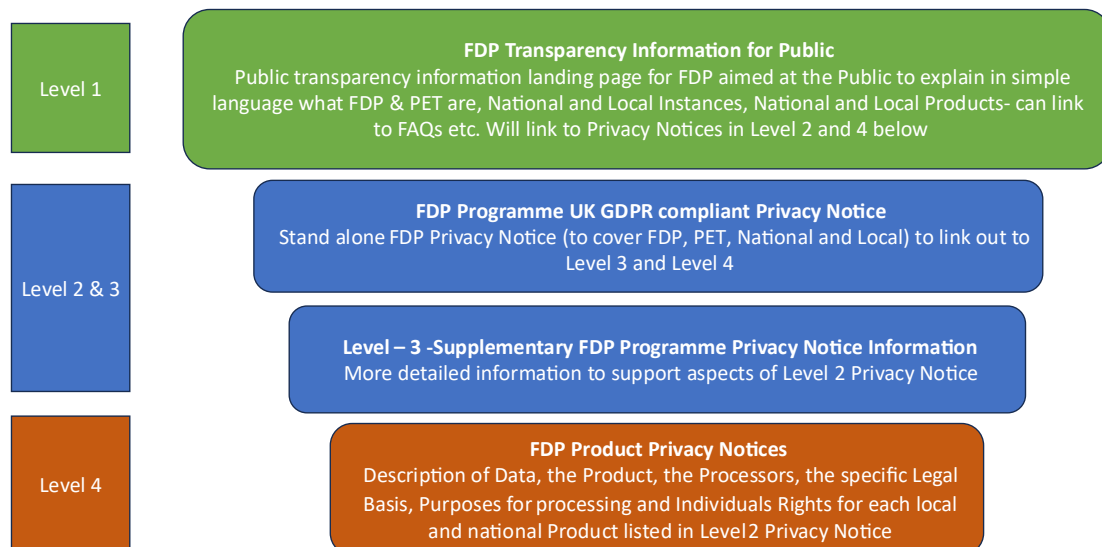 Level 1
FDP Transparency Information for Public
Public transparency information landing page for FDP aimed at the Public to explain in simple
language what FDP & PET are, National and Local Instances, National and Local Products- can link
to FAQs etc. Will link to Privacy Notices in Level 2 and 4 below
Level 2 & 3
FDP Programme UK GDPR compliant Privacy Notice
Stand alone FDP Privacy Notice (to cover FDP, PET, National and Local) to link out to
Level 3 and Level 4
Level – 3 -Supplementary FDP Programme Privacy Notice Information
More detailed information to support aspects of Level 2 Privacy Notice
Level 4
FDP Product Privacy Notices
Description of Data, the Product, the Processors, the specific Legal
Basis, Purposes for processing and Individuals Rights for each local
and national Product listed in Level 2 Privacy Notice